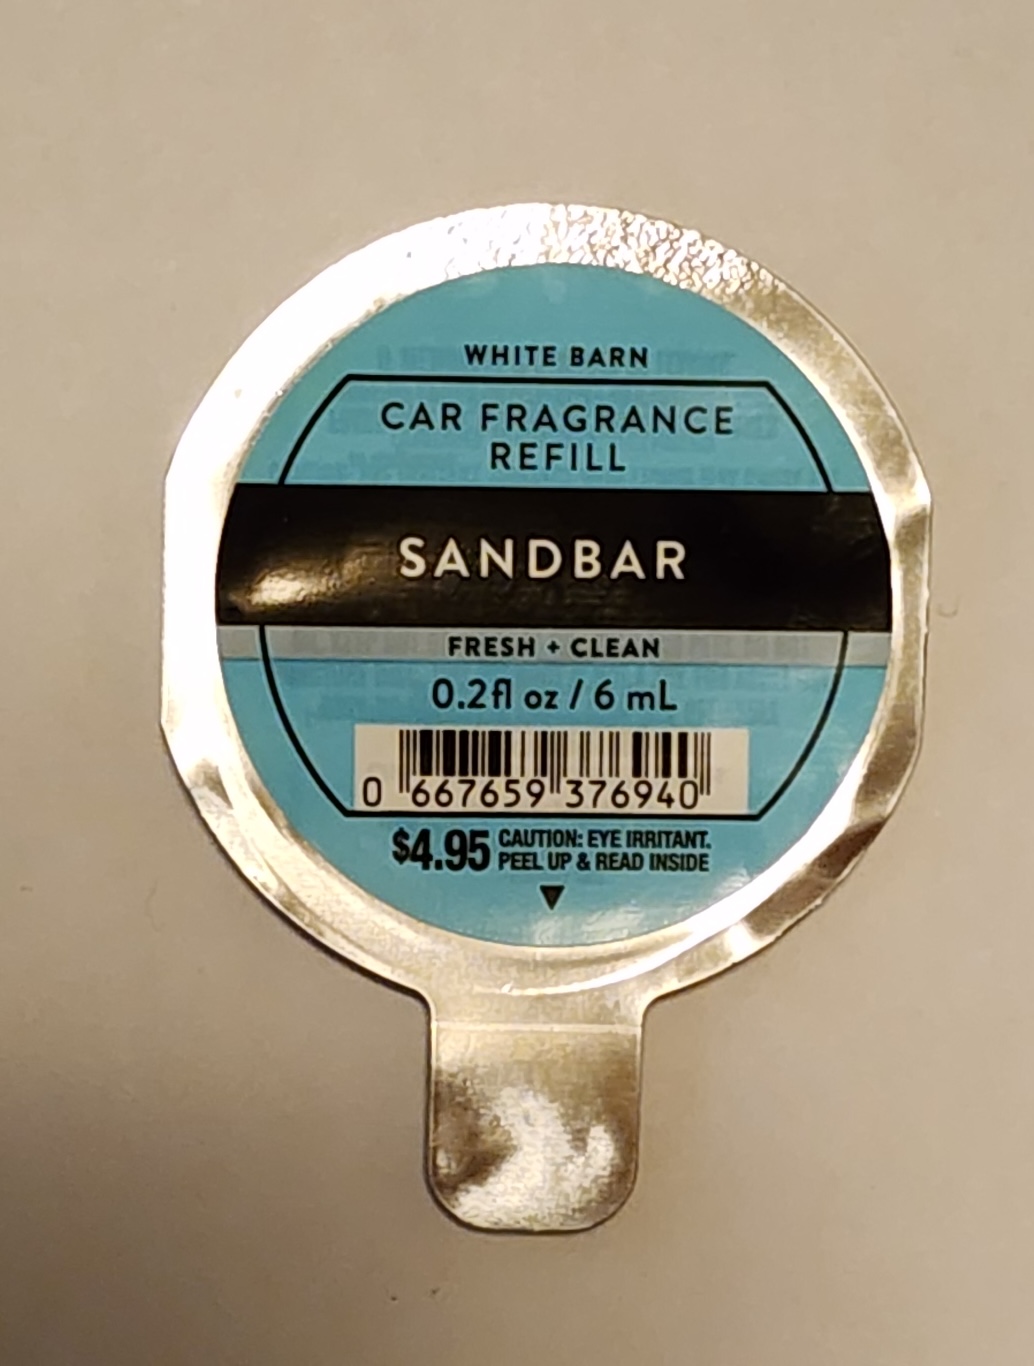 WHITE BARN
CAR FRAGRANCE
REFILL
SANDBAR
FRESH + CLEAN
0.2fl oz / 6 mL
0 667659 376940
$4.95 CAUTION: EYE IRRITANT.
PEEL UP & READ INSIDE